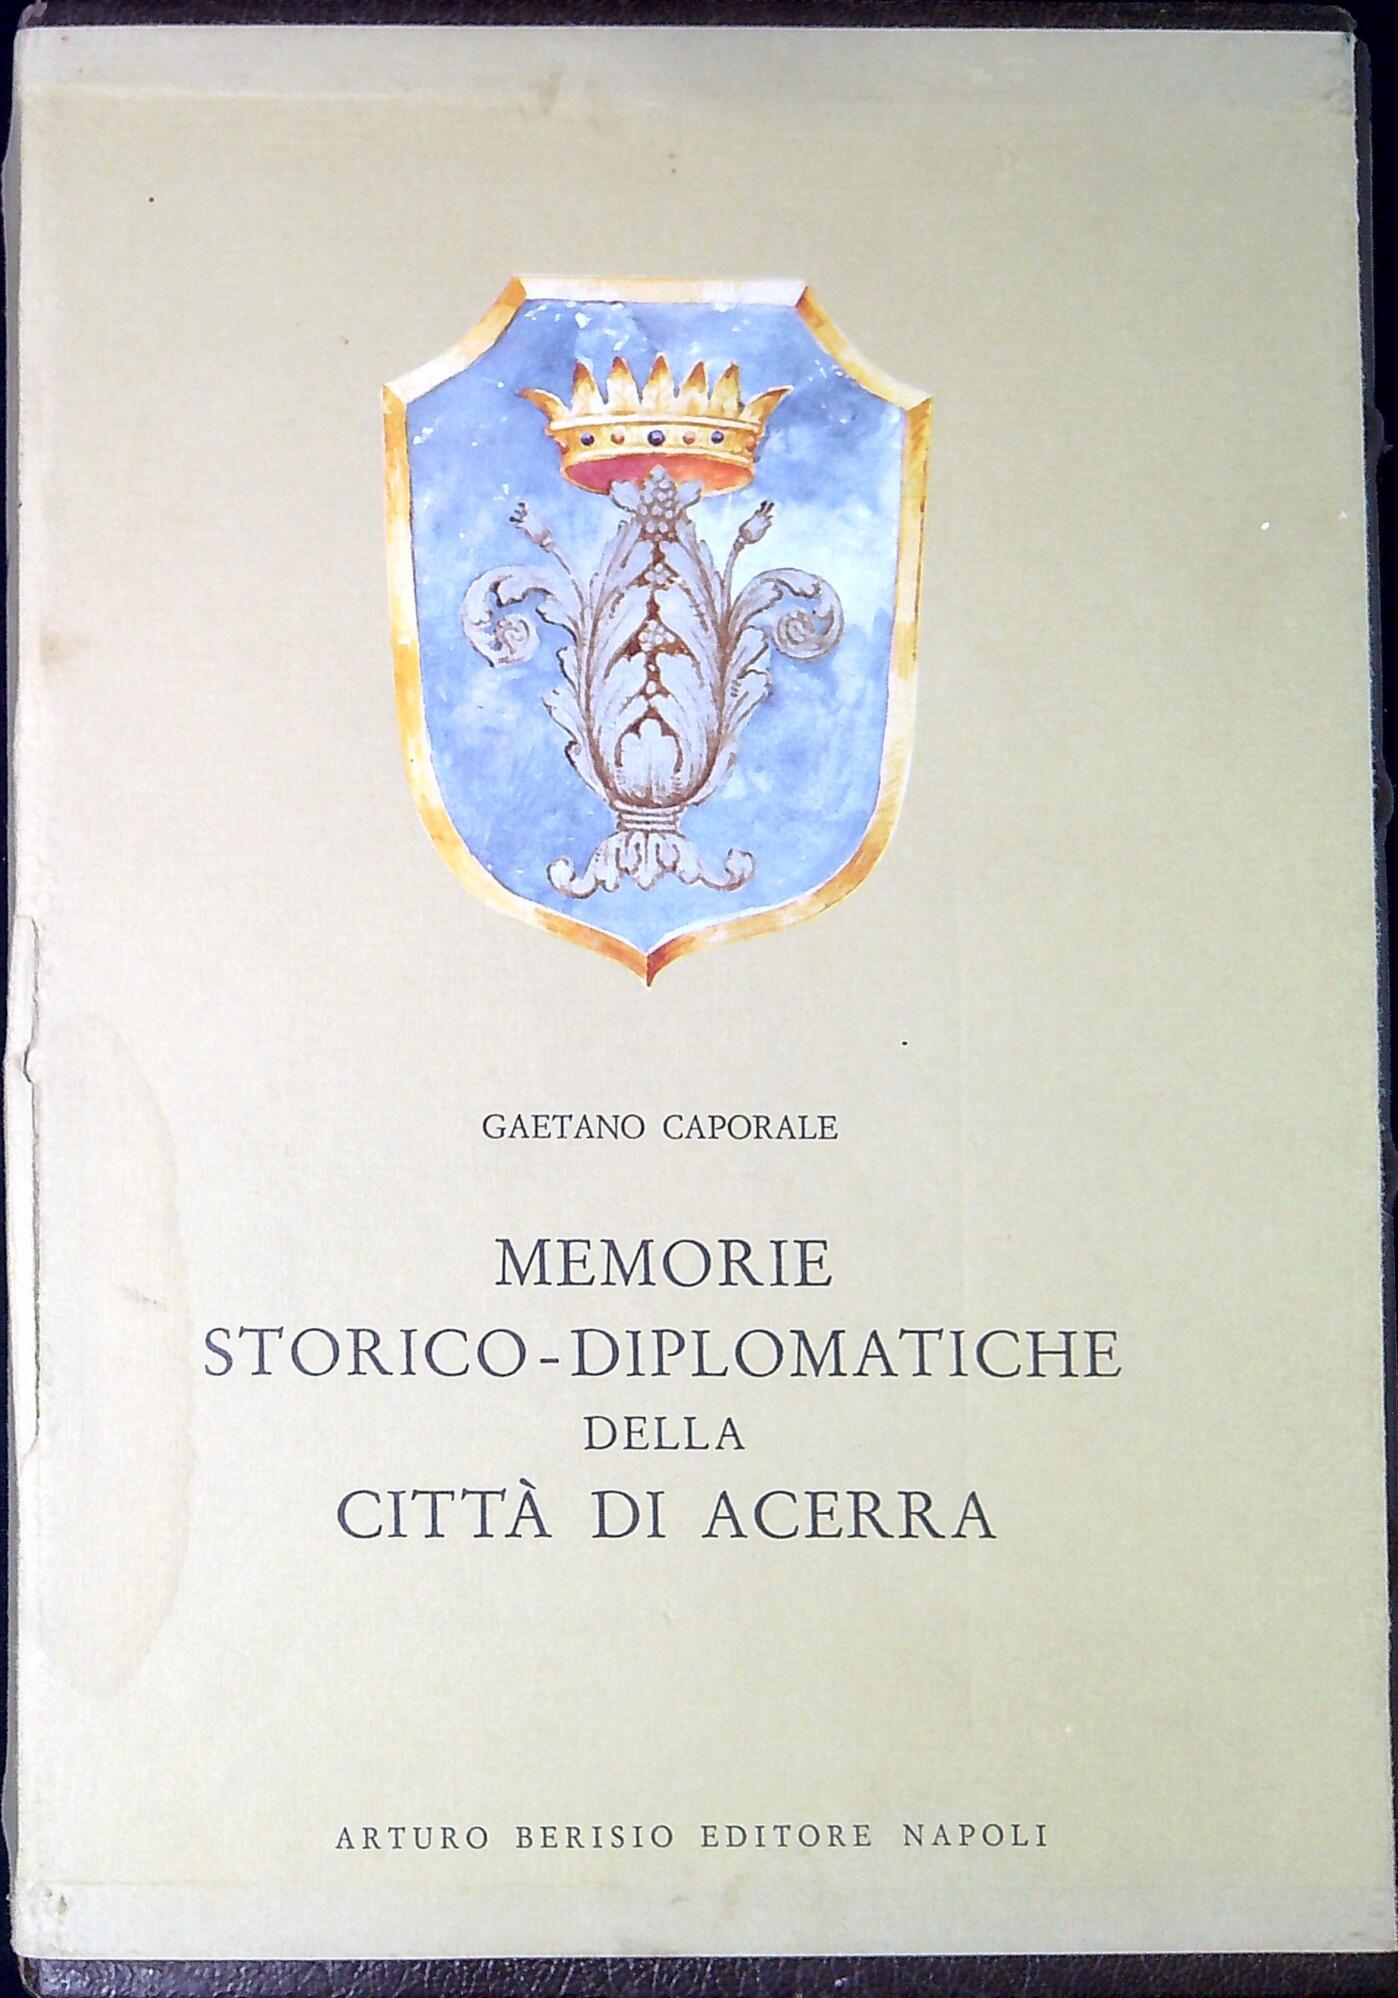 GAETANO CAPORALE
MEMORIE
STORICO-DIPLOMATICHE
DELLA
CITTÀ DI ACERRA
ARTURO BERISIO EDITORE NAPOLI